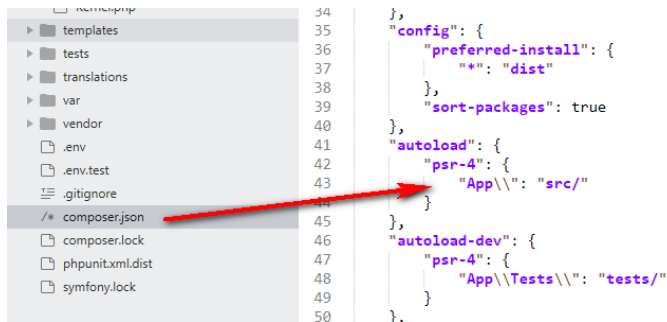 Kernel.php
templates
tests
translations
var
vendor
.env
.env.test
.gitignore
/* composer.json
composer.lock
phpunit.xml.dist
symfony.lock
34 },
35 "config": {
36 "preferred-install": {
37 "*": "dist"
38 },
39 "sort-packages": true
40 },
41 "autoload": {
42 "psr-4": {
43 "App\\": "src/"
44 }
45 },
46 "autoload-dev": {
47 "psr-4": {
48 "App\\Tests\\": "tests/"
49 }
50 },